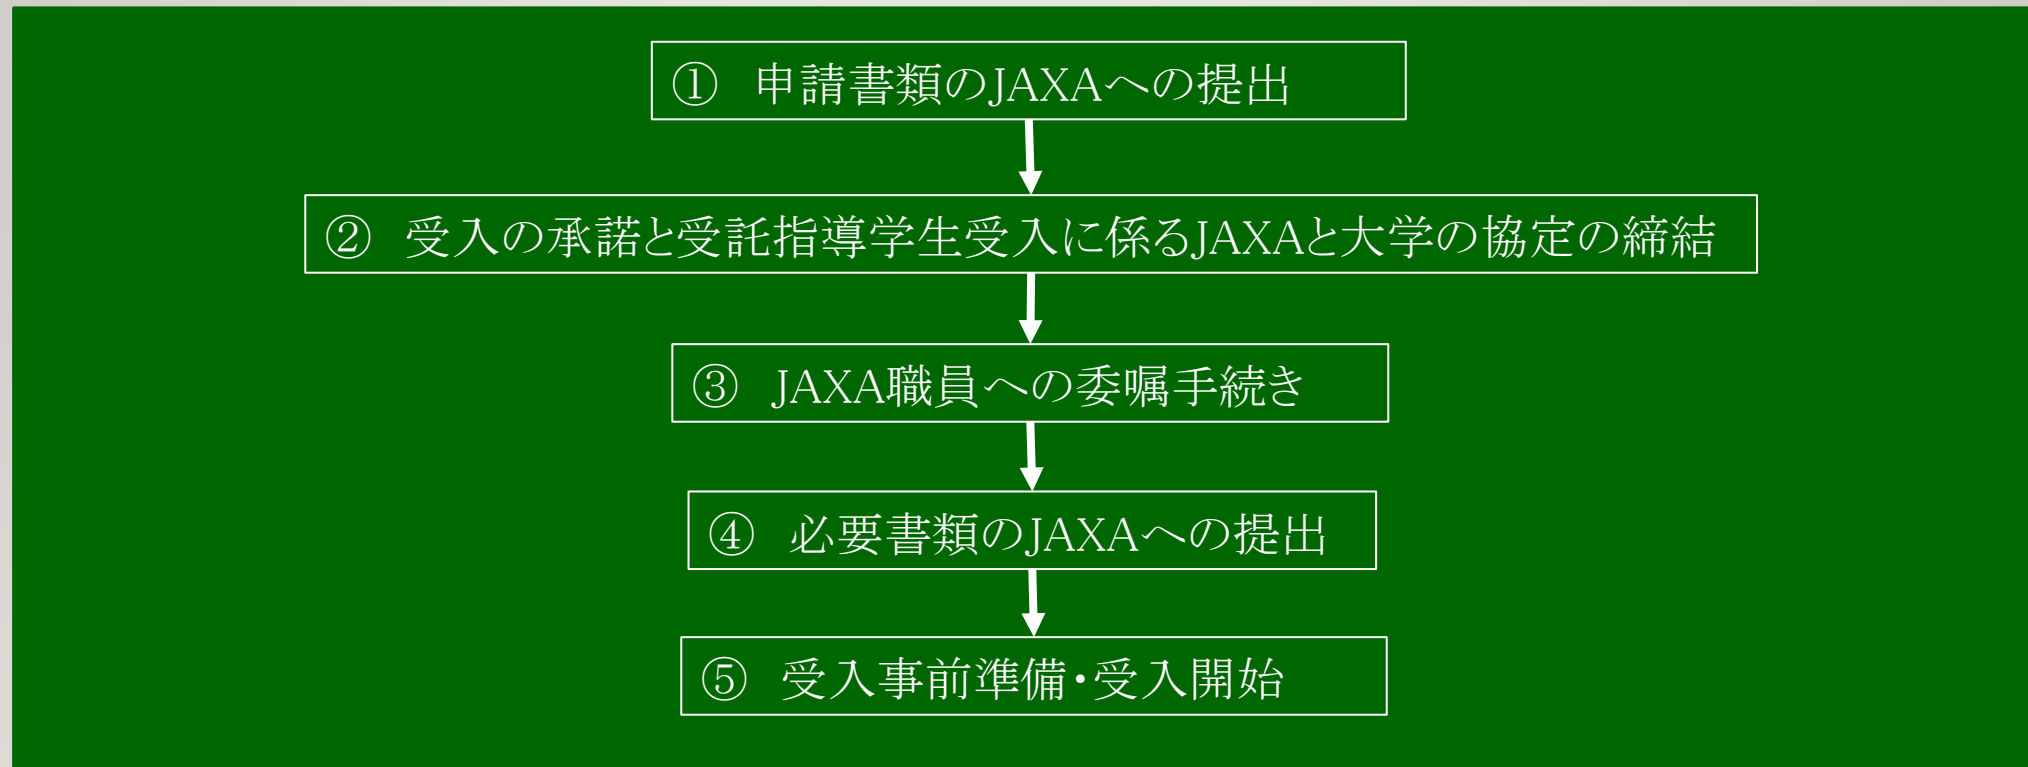 ① 申請書類のJAXAへの提出
② 受入の承諾と受託指導学生受入に係るJAXAと大学の協定の締結
③ JAXA職員への委嘱手続き
④ 必要書類のJAXAへの提出
⑤ 受入事前準備・受入開始